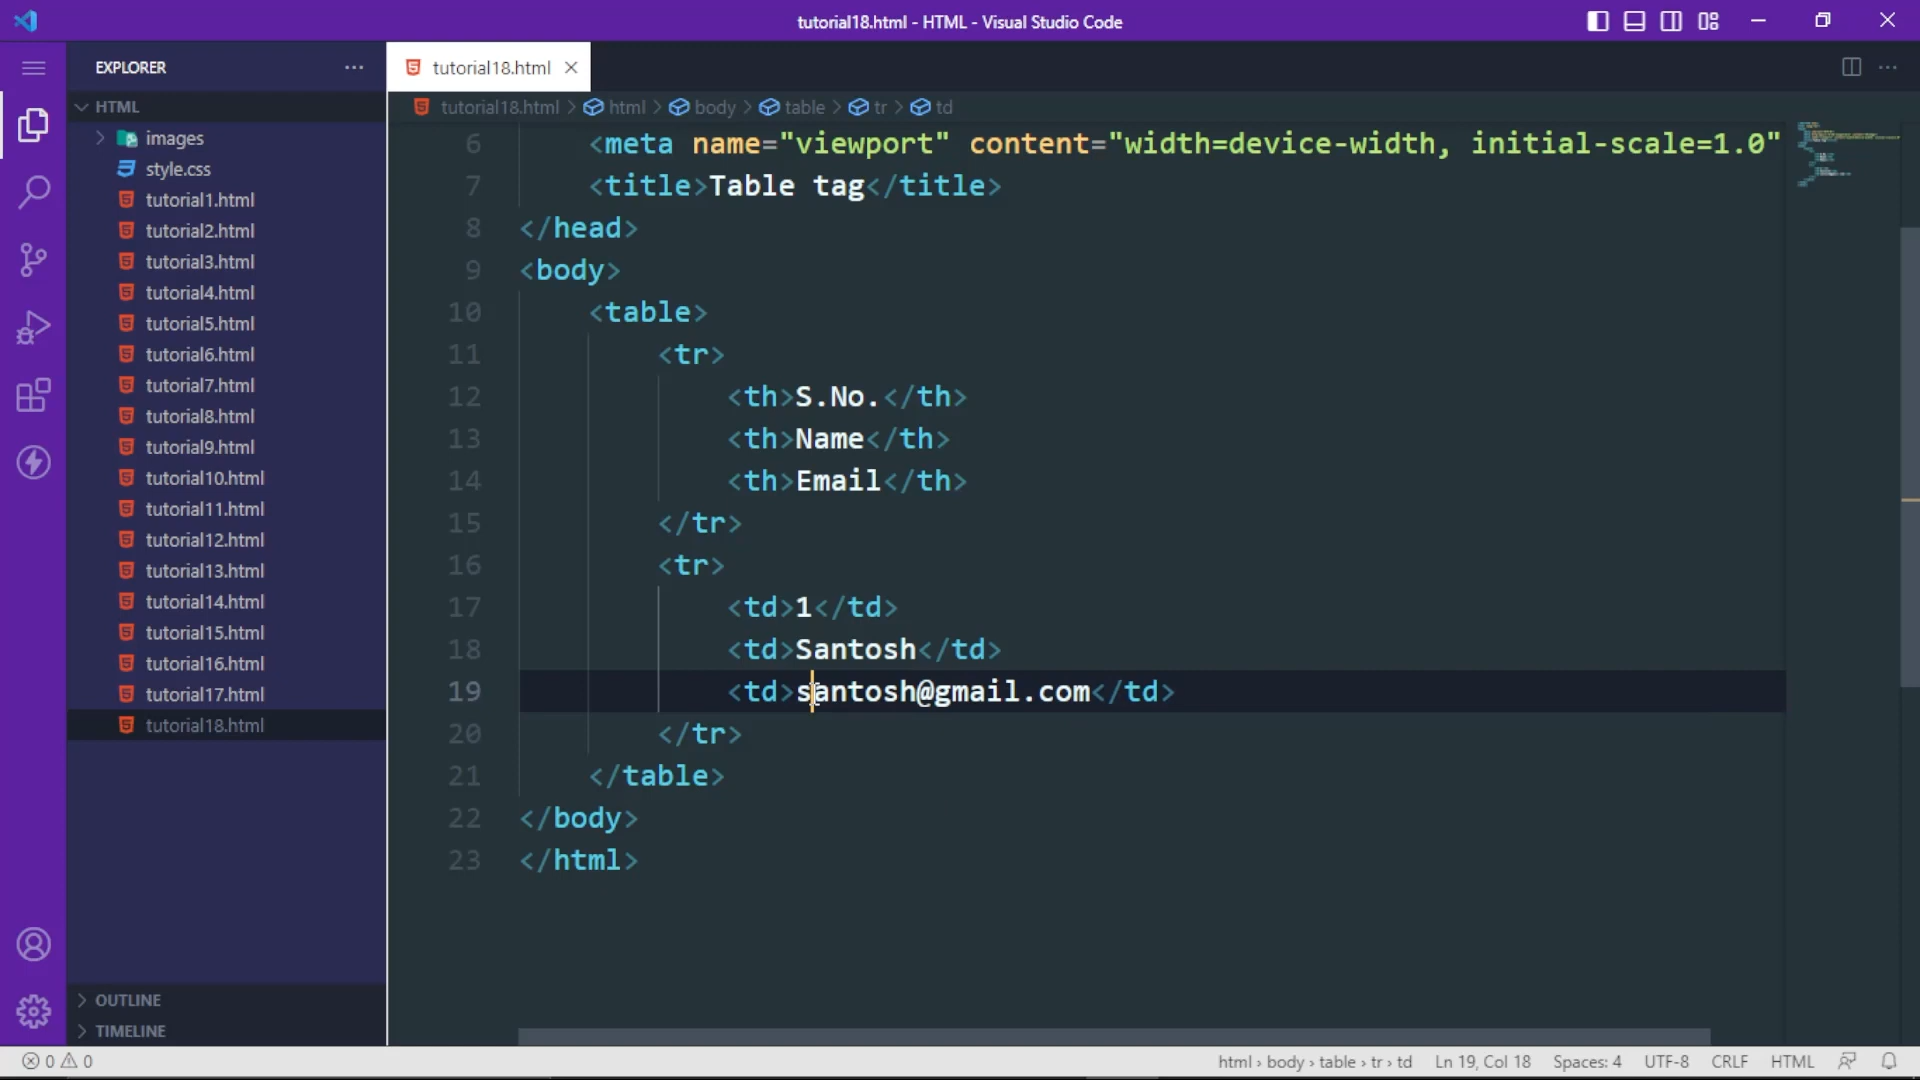 tutorial18.html - HTML - Visual Studio Code
EXPLORER
HTML
images
style.css
tutorial1.html
tutorial2.html
tutorial3.html
tutorial4.html
tutorial5.html
tutorial6.html
tutorial7.html
tutorial8.html
tutorial9.html
tutorial10.html
tutorial11.html
tutorial12.html
tutorial13.html
tutorial14.html
tutorial15.html
tutorial16.html
tutorial17.html
tutorial18.html
OUTLINE
TIMELINE
tutorial18.html
tutorial18.html > html > body > table > tr > td
6 <meta name="viewport" content="width=device-width, initial-scale=1.0"
7 <title>Table tag</title>
8 </head>
9 <body>
10 <table>
11 <tr>
12 <th>S.No.</th>
13 <th>Name</th>
14 <th>Email</th>
15 </tr>
16 <tr>
17 <td>1</td>
18 <td>Santosh</td>
19 <td>santosh@gmail.com</td>
20 </tr>
21 </table>
22 </body>
23 </html>
0 0 html › body › table › tr › td Ln 19, Col 18 Spaces: 4 UTF-8 CRLF HTML